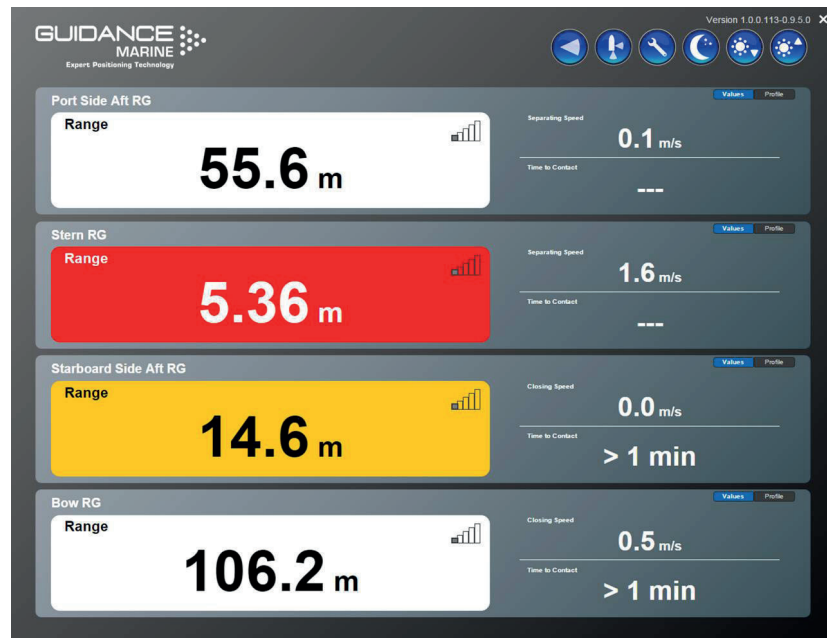 Version 1.0.0.113-0.9.5.0
GUIDANCE
MARINE
Expert Positioning Technology
Port Side Aft RG
Values Profile
Range
55.6 m
Separating Speed
0.1 m/s
Time to Contact
---
Stern RG
Values Profile
Range
5.36 m
Separating Speed
1.6 m/s
Time to Contact
---
Starboard Side Aft RG
Values Profile
Range
14.6 m
Closing Speed
0.0 m/s
Time to Contact
> 1 min
Bow RG
Values Profile
Range
106.2 m
Closing Speed
0.5 m/s
Time to Contact
> 1 min